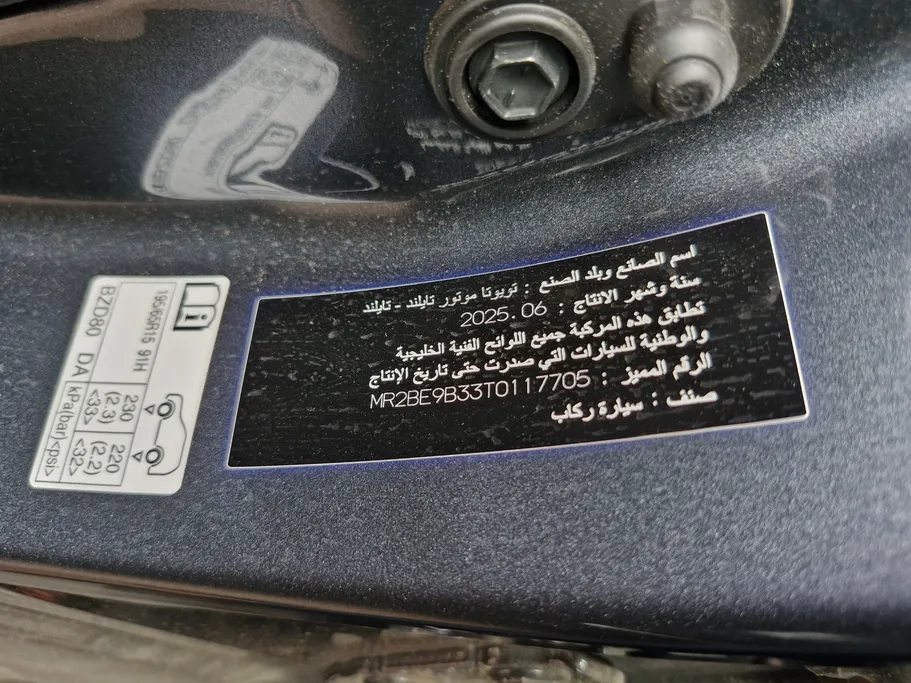 اسم الصانع وبلد الصنع : تويوتا موتور تايلند - تايلند
سنة وشهر الانتاج : 2025.06
تطابق هذه المركبة جميع اللوائح الفنية الخليجية
والوطنية للسيارات التي صدرت حتى تاريخ الإنتاج
الرقم المميز : MR2BE9B33T0117705
صنف : سيارة ركاب
195/65R15 91H
230 220
(2.3) (2.2)
<33> <32>
BZD80 DA kPa(bar)<psi>